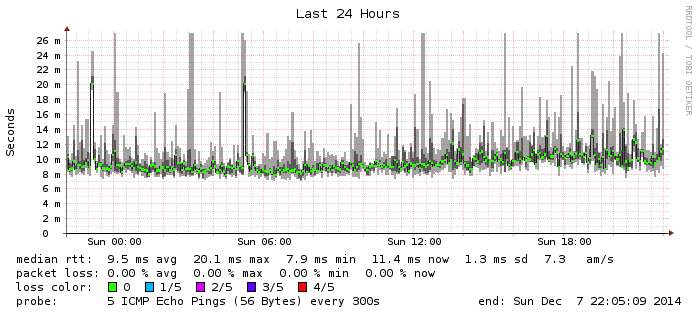 Last 24 Hours
RRDTOOL / TOBI OETIKER
Seconds
26 m
24 m
22 m
20 m
18 m
16 m
14 m
12 m
10 m
8 m
6 m
4 m
2 m
0
Sun 00:00 Sun 06:00 Sun 12:00 Sun 18:00
median rtt: 9.5 ms avg 20.1 ms max 7.9 ms min 11.4 ms now 1.3 ms sd 7.3 am/s
packet loss: 0.00 % avg 0.00 % max 0.00 % min 0.00 % now
loss color: 0 1/5 2/5 3/5 4/5
probe: 5 ICMP Echo Pings (56 Bytes) every 300s end: Sun Dec 7 22:05:09 2014